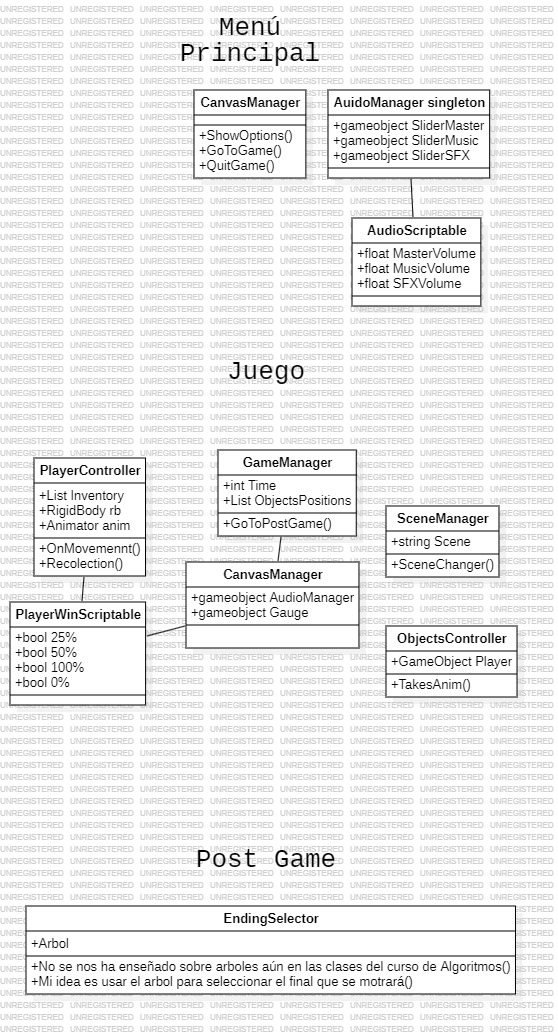 Menú
Principal
CanvasManager
+ShowOptions()
+GoToGame()
+QuitGame()
AuidoManager singleton
+gameobject SliderMaster
+gameobject SliderMusic
+gameobject SliderSFX
AudioScriptable
+float MasterVolume
+float MusicVolume
+float SFXVolume
Juego
PlayerController
+List Inventory
+RigidBody rb
+Animator anim
+OnMovemennt()
+Recolection()
GameManager
+int Time
+List ObjectsPositions
+GoToPostGame()
SceneManager
+string Scene
+SceneChanger()
CanvasManager
+gameobject AudioManager
+gameobject Gauge
PlayerWinScriptable
+bool 25%
+bool 50%
+bool 100%
+bool 0%
ObjectsController
+GameObject Player
+TakesAnim()
Post Game
EndingSelector
+Arbol
+No se nos ha enseñado sobre arboles aún en las clases del curso de Algoritmos()
+Mi idea es usar el arbol para seleccionar el final que se motrará()